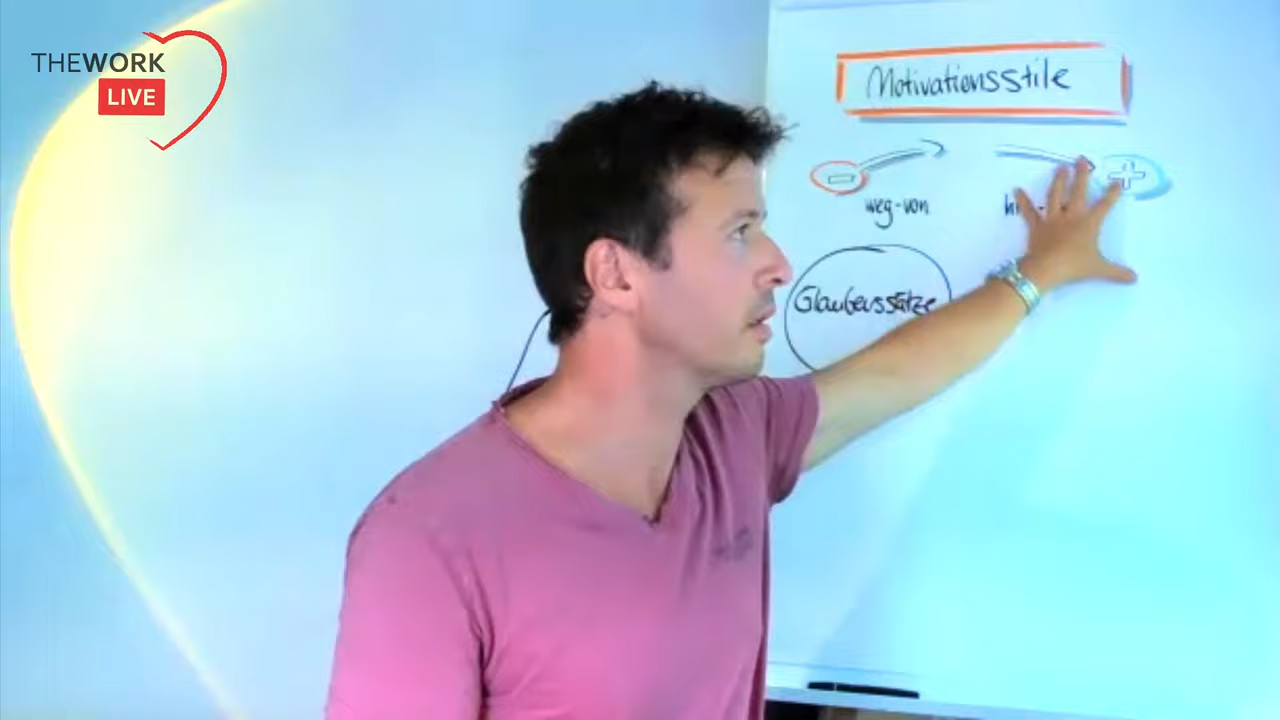 THEWORK
LIVE
Motivationsstile
weg-von
Glaubenssätze